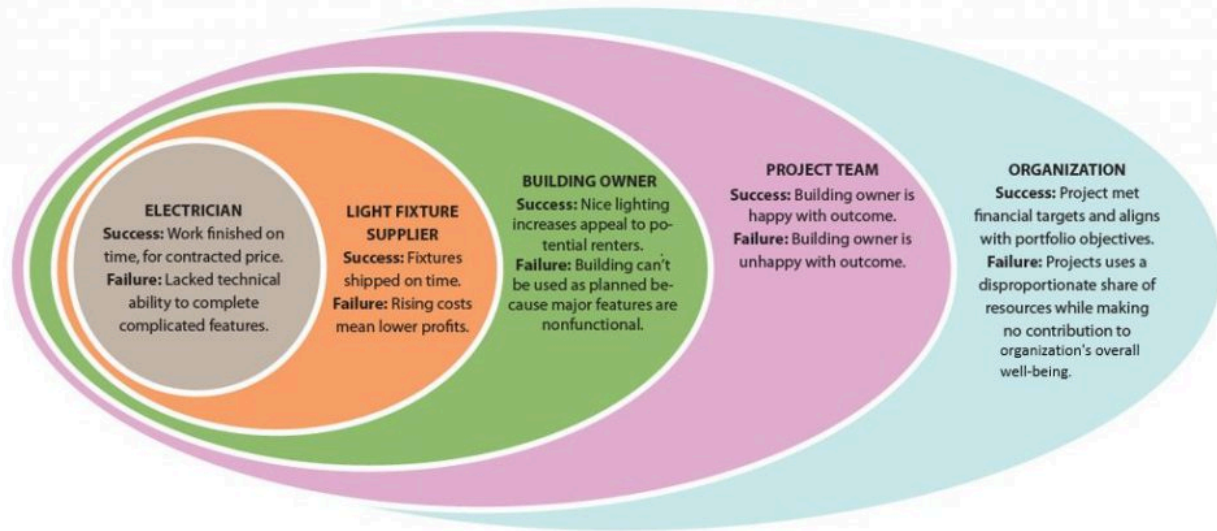 ELECTRICIAN
Success: Work finished on
time, for contracted price.
Failure: Lacked technical
ability to complete
complicated features.
LIGHT FIXTURE
SUPPLIER
Success: Fixtures
shipped on time.
Failure: Rising costs
mean lower profits.
BUILDING OWNER
Success: Nice lighting
increases appeal to po-
tential renters.
Failure: Building can't
be used as planned be-
cause major features are
nonfunctional.
PROJECT TEAM
Success: Building owner is
happy with outcome.
Failure: Building owner is
unhappy with outcome.
ORGANIZATION
Success: Project met
financial targets and aligns
with portfolio objectives.
Failure: Projects uses a
disproportionate share of
resources while making
no contribution to
organization's overall
well-being.